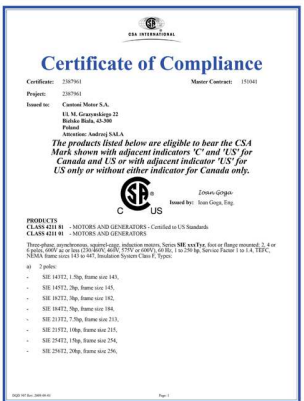 CSA INTERNATIONAL
Certificate of Compliance
Certificate: 2387961 Master Contract: 151041
Project: 2387961
Issued to: Cantoni Motor S.A.
Ul. M. Grazynskiego 22
Bielsko Biala, 43-300
Poland
Attention: Andrzej SALA
The products listed below are eligible to bear the CSA
Mark shown with adjacent indicators 'C' and 'US' for
Canada and US or with adjacent indicator 'US' for
US only or without either indicator for Canada only.
Ioan Goga
Issued by: Ioan Goga, Eng.
C US
PRODUCTS
CLASS 4211 81 - MOTORS AND GENERATORS - Certified to US Standards
CLASS 4211 01 - MOTORS AND GENERATORS
Three-phase, asynchronous, squirrel-cage, induction motors, Series SIE xxxTyz, foot or flange mounted; 2, 4 or
6 poles, 600V ac or less (230/460V, 460V, 575V or 600V), 60 Hz, 1 to 250 hp, Service Factor 1 to 1.4, TEFC,
NEMA frame sizes 143 to 447, Insulation System Class F, Types:
a) 2 poles:
- SIE 143T2, 1.5hp, frame size 143,
- SIE 145T2, 2hp, frame size 145,
- SIE 182T2, 3hp, frame size 182,
- SIE 184T2, 5hp, frame size 184,
- SIE 213T2, 7.5hp, frame size 213,
- SIE 215T2, 10hp, frame size 215,
- SIE 254T2, 15hp, frame size 254,
- SIE 256T2, 20hp, frame size 256,
Page: 1